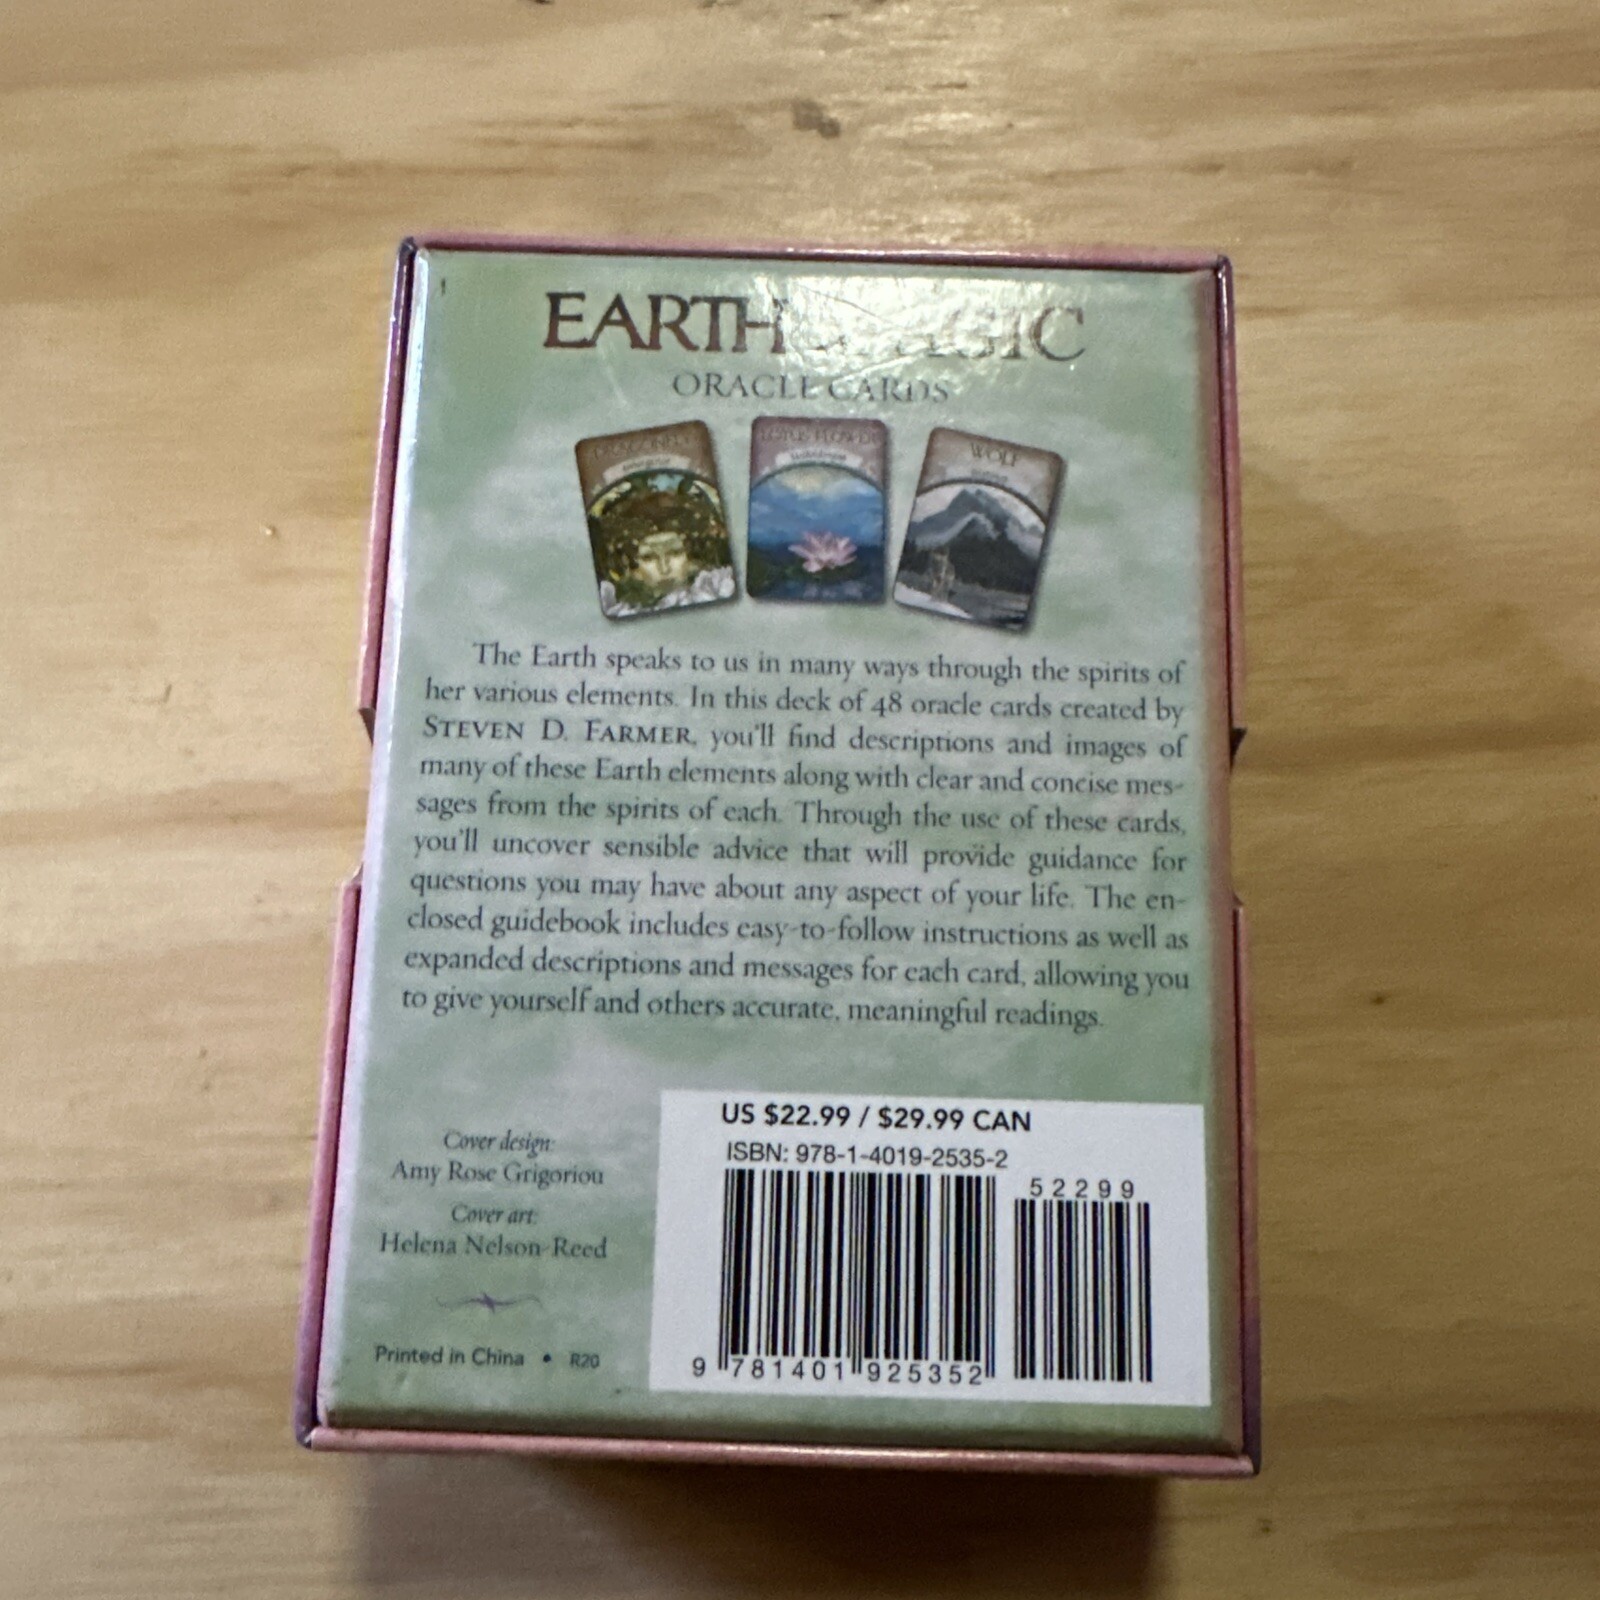 EARTH MAGIC
ORACLE CARDS
DRAGONFLY
LOTUS FLOWER
WOLF
The Earth speaks to us in many ways through the spirits of
her various elements. In this deck of 48 oracle cards created by
STEVEN D. FARMER, you'll find descriptions and images of
many of these Earth elements along with clear and concise mes-
sages from the spirits of each. Through the use of these cards,
you'll uncover sensible advice that will provide guidance for
questions you may have about any aspect of your life. The en-
closed guidebook includes easy-to-follow instructions as well as
expanded descriptions and messages for each card, allowing you
to give yourself and others accurate, meaningful readings.
Cover design:
Amy Rose Grigoriou
Cover art:
Helena Nelson-Reed
Printed in China • R20
US $22.99 / $29.99 CAN
ISBN: 978-1-4019-2535-2
52299
9 781401 925352